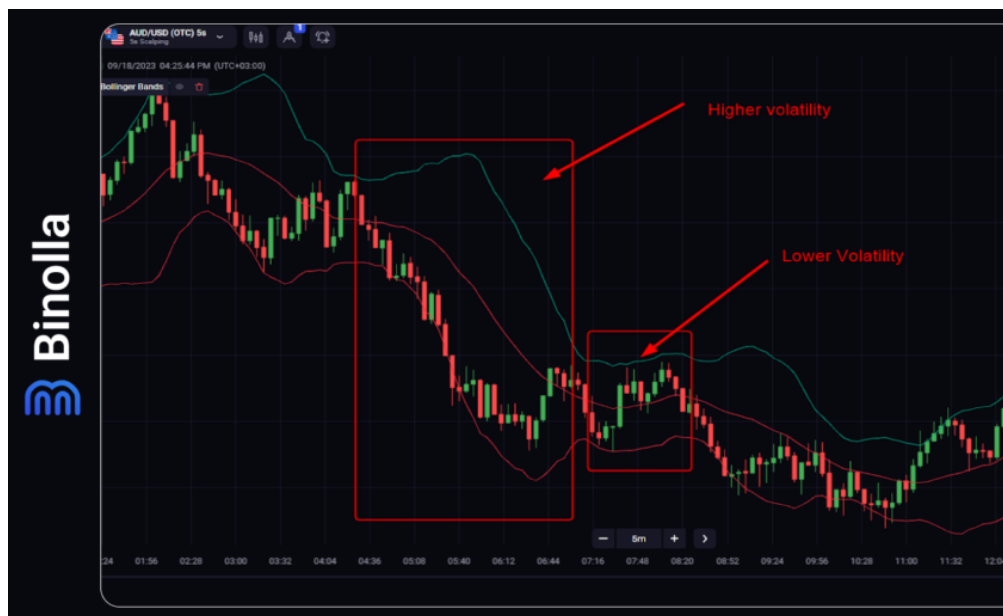 Binolla
AUD/USD (OTC) 5s
5s Scalping
1
09/18/2023 04:25:44 PM (UTC+03:00)
Bollinger Bands
Higher volatility
Lower Volatility
5m
:24 01:56 02:28 03:00 03:32 04:04 04:36 05:08 05:40 06:12 06:44 07:16 07:48 08:20 08:52 09:24 09:56 10:28 11:00 11:32 12:0